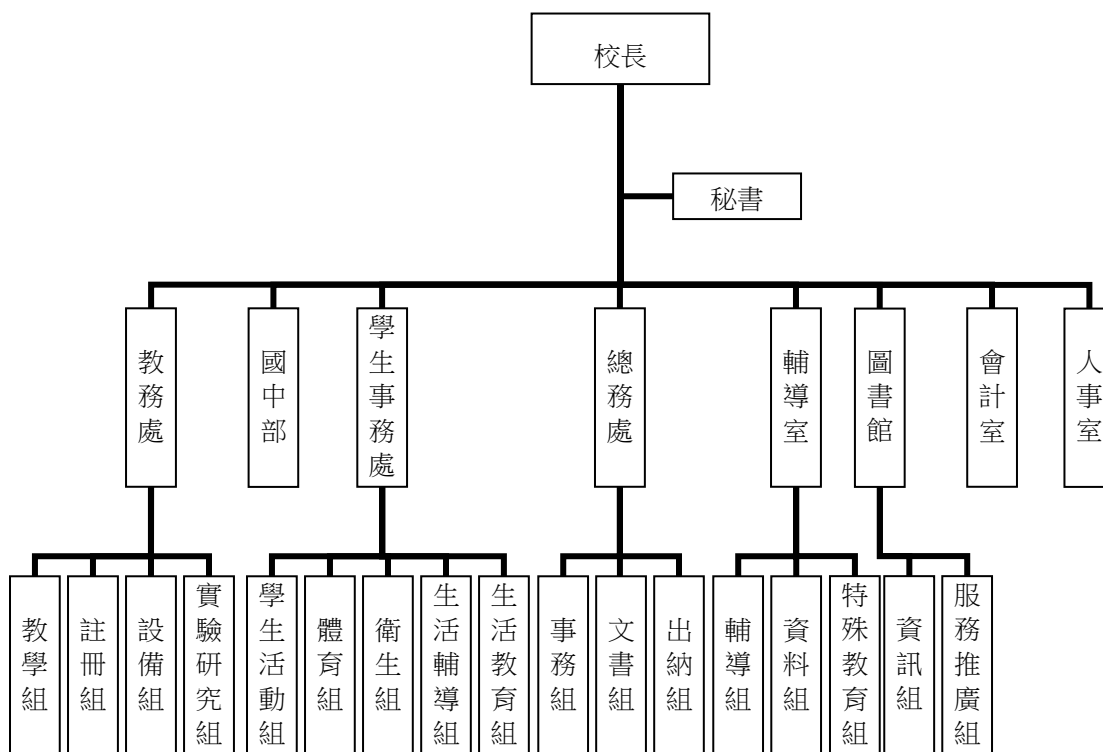 校長
秘書
教務處
國中部
學生事務處
總務處
輔導室
圖書館
會計室
人事室
教學組
註冊組
設備組
實驗研究組
學生活動組
體育組
衛生組
生活輔導組
生活教育組
事務組
文書組
出納組
輔導組
資料組
特殊教育組
資訊組
服務推廣組